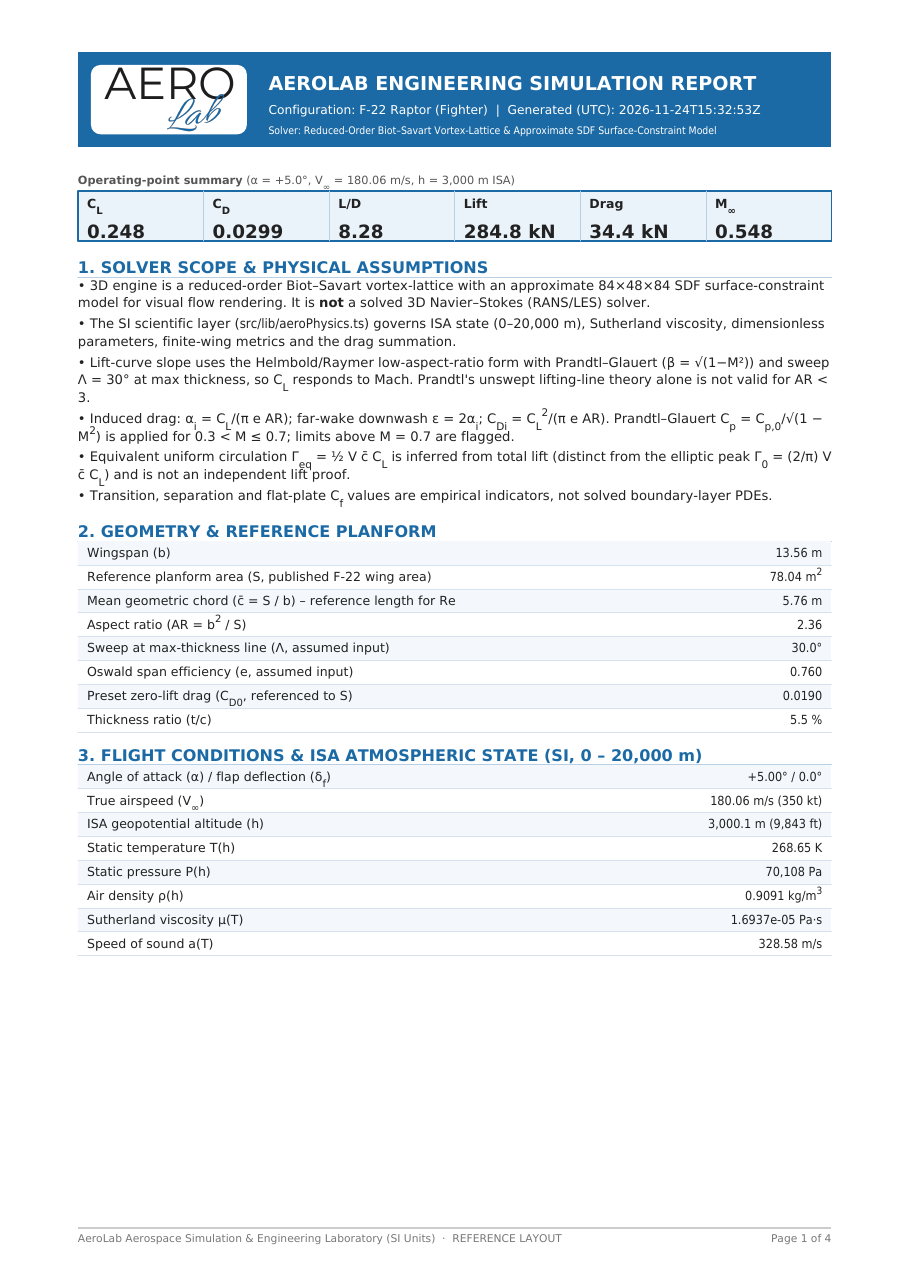 AERO
Lab
AEROLAB ENGINEERING SIMULATION REPORT
Configuration: F-22 Raptor (Fighter) | Generated (UTC): 2026-11-24T15:32:53Z
Solver: Reduced-Order Biot–Savart Vortex-Lattice & Approximate SDF Surface-Constraint Model
Operating-point summary (α = +5.0°, V∞ = 180.06 m/s, h = 3,000 m ISA)
C_L C_D L/D Lift Drag M∞
0.248 0.0299 8.28 284.8 kN 34.4 kN 0.548
1. SOLVER SCOPE & PHYSICAL ASSUMPTIONS
• 3D engine is a reduced-order Biot–Savart vortex-lattice with an approximate 84×48×84 SDF surface-constraint
model for visual flow rendering. It is not a solved 3D Navier–Stokes (RANS/LES) solver.
• The SI scientific layer (src/lib/aeroPhysics.ts) governs ISA state (0–20,000 m), Sutherland viscosity, dimensionless
parameters, finite-wing metrics and the drag summation.
• Lift-curve slope uses the Helmbold/Raymer low-aspect-ratio form with Prandtl–Glauert (β = √(1−M²)) and sweep
Λ = 30° at max thickness, so C_L responds to Mach. Prandtl's unswept lifting-line theory alone is not valid for AR <
3.
• Induced drag: α_i = C_L/(π e AR); far-wake downwash ε = 2α_i; C_Di = C_L²/(π e AR). Prandtl–Glauert C_p = C_p,0/√(1 −
M²) is applied for 0.3 < M ≤ 0.7; limits above M = 0.7 are flagged.
• Equivalent uniform circulation Γ_eq = ½ V c̄ C_L is inferred from total lift (distinct from the elliptic peak Γ_0 = (2/π) V
c̄ C_L) and is not an independent lift proof.
• Transition, separation and flat-plate C_f values are empirical indicators, not solved boundary-layer PDEs.
2. GEOMETRY & REFERENCE PLANFORM
Wingspan (b) 13.56 m
Reference planform area (S, published F-22 wing area) 78.04 m²
Mean geometric chord (c̄ = S / b) – reference length for Re 5.76 m
Aspect ratio (AR = b² / S) 2.36
Sweep at max-thickness line (Λ, assumed input) 30.0°
Oswald span efficiency (e, assumed input) 0.760
Preset zero-lift drag (C_D0, referenced to S) 0.0190
Thickness ratio (t/c) 5.5 %
3. FLIGHT CONDITIONS & ISA ATMOSPHERIC STATE (SI, 0 – 20,000 m)
Angle of attack (α) / flap deflection (δ_f) +5.00° / 0.0°
True airspeed (V∞) 180.06 m/s (350 kt)
ISA geopotential altitude (h) 3,000.1 m (9,843 ft)
Static temperature T(h) 268.65 K
Static pressure P(h) 70,108 Pa
Air density ρ(h) 0.9091 kg/m³
Sutherland viscosity μ(T) 1.6937e-05 Pa·s
Speed of sound a(T) 328.58 m/s
AeroLab Aerospace Simulation & Engineering Laboratory (SI Units) · REFERENCE LAYOUT Page 1 of 4